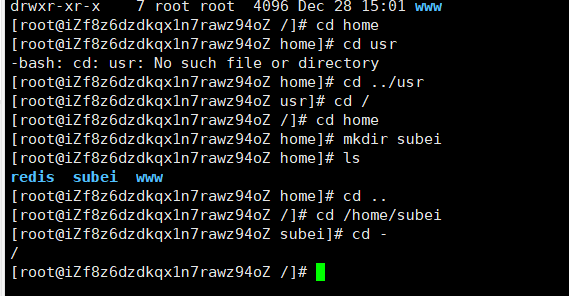 drwxr-xr-x    7 root root  4096 Dec 28 15:01 www
[root@iZf8z6dzdkqx1n7rawz94oZ /]# cd home
[root@iZf8z6dzdkqx1n7rawz94oZ home]# cd usr
-bash: cd: usr: No such file or directory
[root@iZf8z6dzdkqx1n7rawz94oZ home]# cd ../usr
[root@iZf8z6dzdkqx1n7rawz94oZ usr]# cd /
[root@iZf8z6dzdkqx1n7rawz94oZ /]# cd home
[root@iZf8z6dzdkqx1n7rawz94oZ home]# mkdir subei
[root@iZf8z6dzdkqx1n7rawz94oZ home]# ls
redis  subei  www
[root@iZf8z6dzdkqx1n7rawz94oZ home]# cd ..
[root@iZf8z6dzdkqx1n7rawz94oZ /]# cd /home/subei
[root@iZf8z6dzdkqx1n7rawz94oZ subei]# cd -
/
[root@iZf8z6dzdkqx1n7rawz94oZ /]#